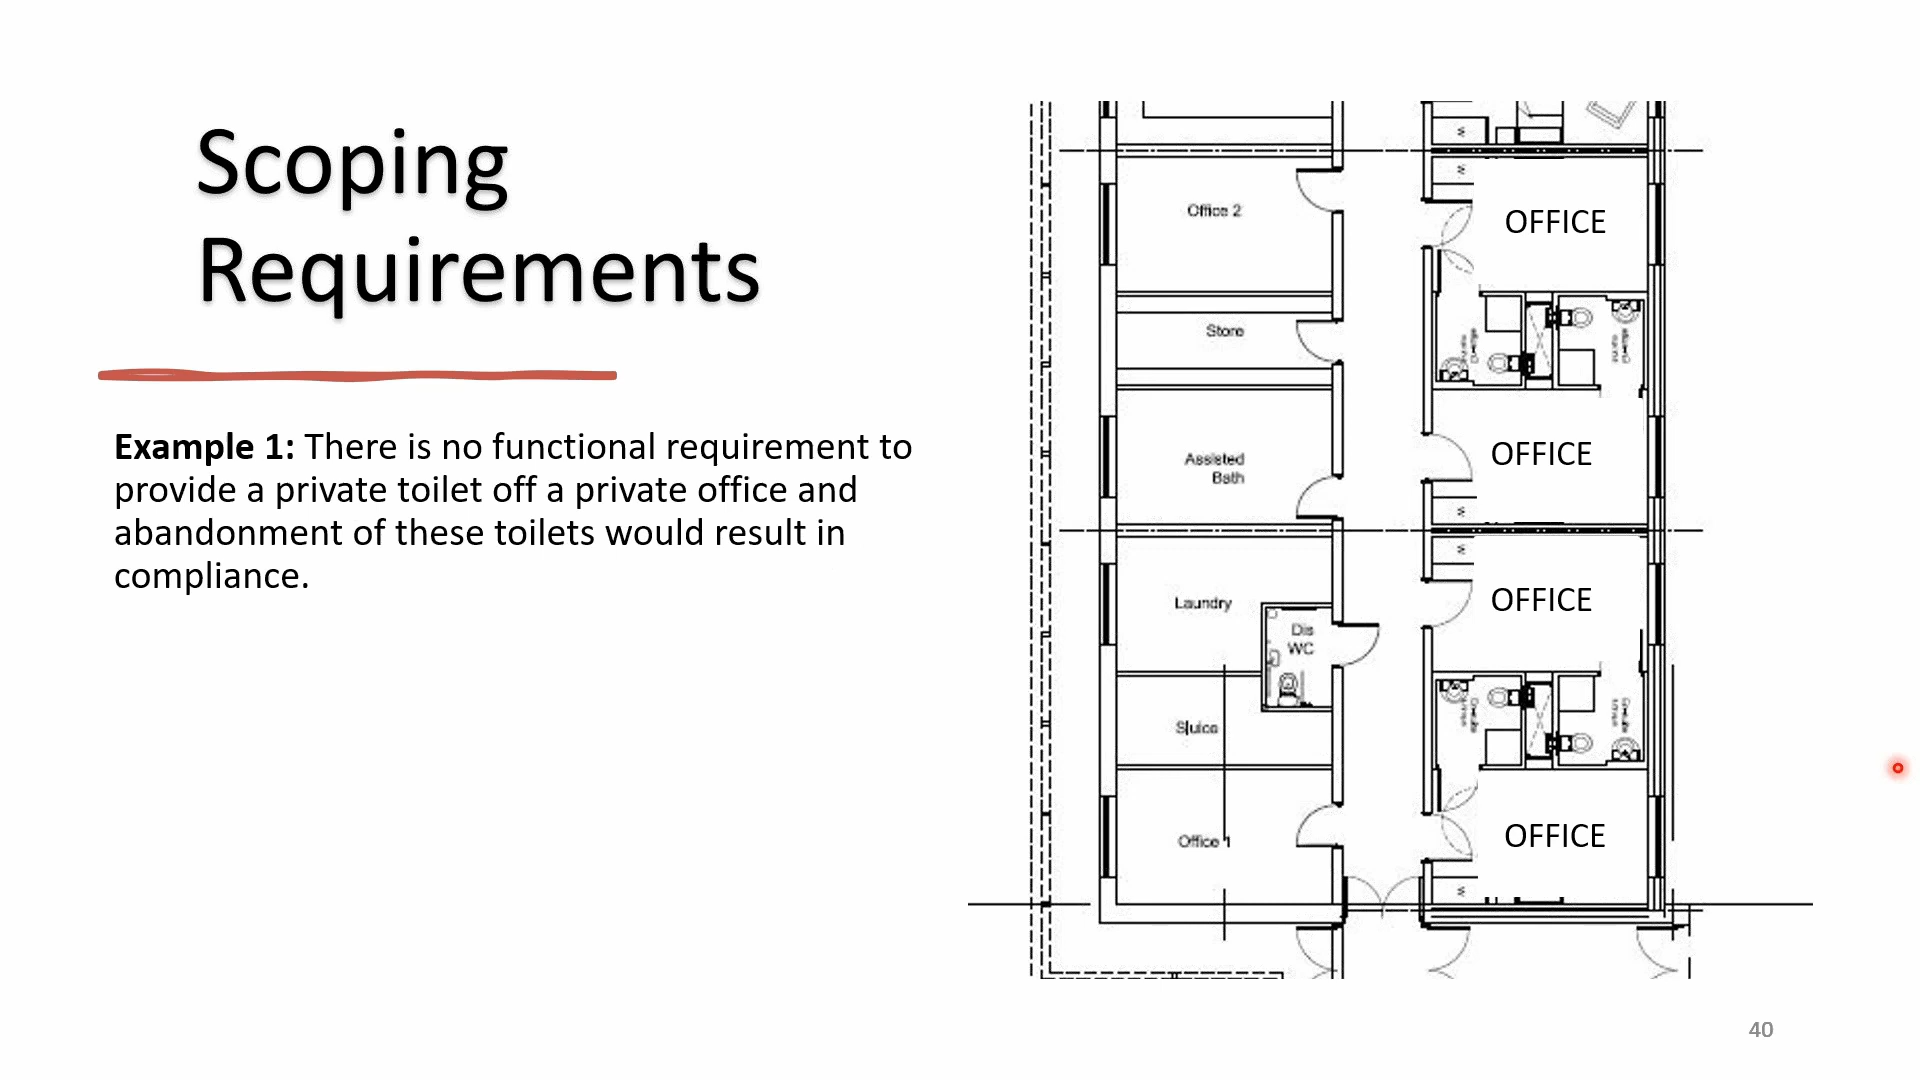 Scoping
Requirements
Example 1: There is no functional requirement to
provide a private toilet off a private office and
abandonment of these toilets would result in
compliance.
Office 2
OFFICE
Store
Assisted
Bath
OFFICE
Laundry
Dis
WC
OFFICE
Sluice
Office 1
OFFICE
40